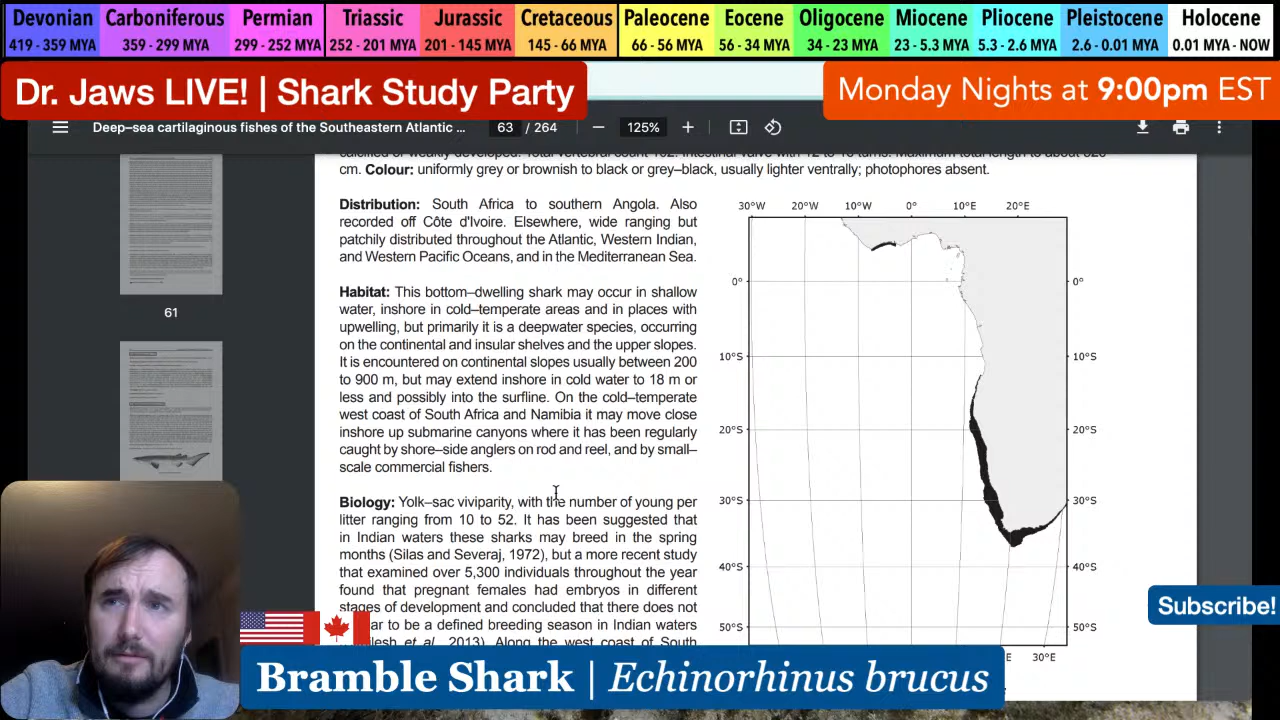 Devonian Carboniferous Permian Triassic Jurassic Cretaceous Paleocene Eocene Oligocene Miocene Pliocene Pleistocene Holocene
419 - 359 MYA 359 - 299 MYA 299 - 252 MYA 252 - 201 MYA 201 - 145 MYA 145 - 66 MYA 66 - 56 MYA 56 - 34 MYA 34 - 23 MYA 23 - 5.3 MYA 5.3 - 2.6 MYA 2.6 - 0.01 MYA 0.01 MYA - NOW
Dr. Jaws LIVE! | Shark Study Party
Monday Nights at 9:00pm EST
Deep–sea cartilaginous fishes of the Southeastern Atlantic ... 63 / 264 125%
cm. Colour: uniformly grey or brownish to black or grey–black, usually lighter ventrally; photophores absent.
Distribution: South Africa to southern Angola. Also
recorded off Côte d'Ivoire. Elsewhere, wide ranging but
patchily distributed throughout the Atlantic, Western Indian,
and Western Pacific Oceans, and in the Mediterranean Sea.
Habitat: This bottom–dwelling shark may occur in shallow
water, inshore in cold–temperate areas and in places with
upwelling, but primarily it is a deepwater species, occurring
on the continental and insular shelves and the upper slopes.
It is encountered on continental slopes usually between 200
to 900 m, but may extend inshore in cold water to 18 m or
less and possibly into the surfline. On the cold–temperate
west coast of South Africa and Namibia it may move close
inshore up submarine canyons where it has been regularly
caught by shore–side anglers on rod and reel, and by small–
scale commercial fishers.
Biology: Yolk–sac viviparity, with the number of young per
litter ranging from 10 to 52. It has been suggested that
in Indian waters these sharks may breed in the spring
months (Silas and Severaj, 1972), but a more recent study
that examined over 5,300 individuals throughout the year
found that pregnant females had embryos in different
stages of development and concluded that there does not
to be a defined breeding season in Indian waters
et al., 2013). Along the west coast of South
30°W 20°W 10°W 0° 10°E 20°E
0° 0°
10°S 10°S
20°S 20°S
30°S 30°S
40°S 40°S
50°S 50°S
30°E
61
Subscribe!
Bramble Shark | Echinorhinus brucus